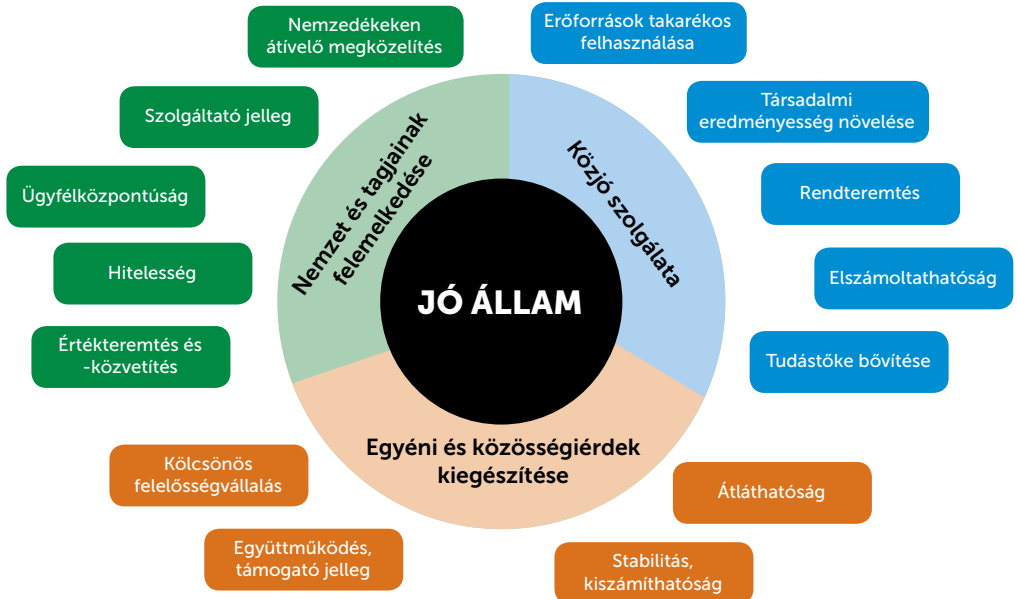 Nemzedékeken
átívelő megközelítés
Szolgáltató jelleg
Ügyfélközpontúság
Hitelesség
Értékteremtés és
-közvetítés
Erőforrások takarékos
felhasználása
Társadalmi
eredményesség növelése
Rendteremtés
Elszámoltathatóság
Tudástőke bővítése
Nemzet és tagjainak
felemelkedése
Közjó szolgálata
JÓ ÁLLAM
Egyéni és közösségiérdek
kiegészítése
Kölcsönös
felelősségvállalás
Együttműködés,
támogató jelleg
Átláthatóság
Stabilitás,
kiszámíthatóság